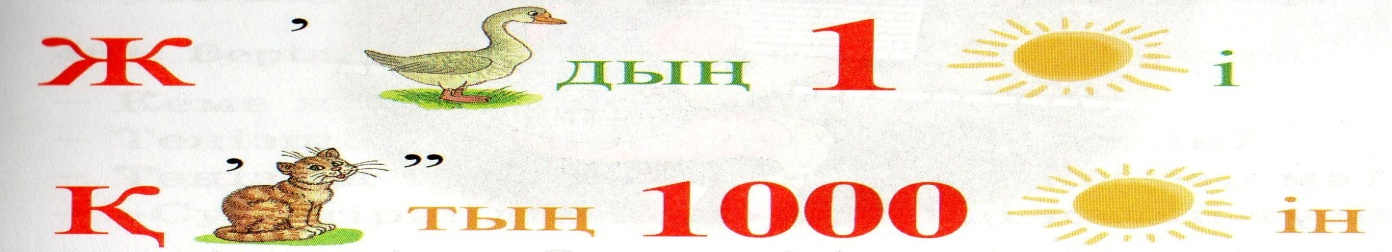 Ж ’ дың 1 і
Қ ’ ” тың 1000 ін